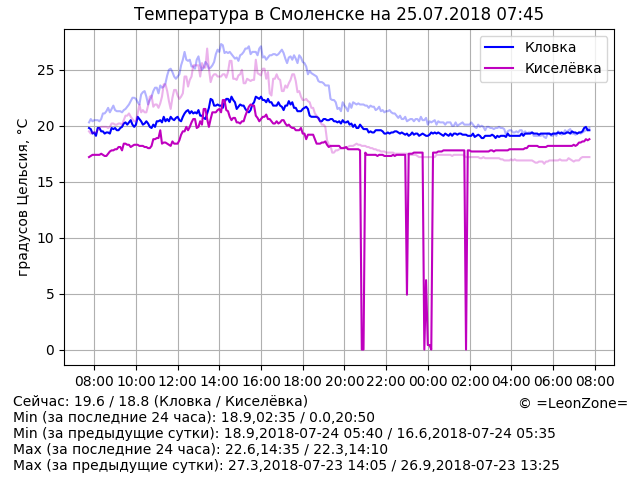 Температура в Смоленске на 25.07.2018 07:45
Кловка
Киселёвка
градусов Цельсия, °C
25
20
15
10
5
0
08:00 10:00 12:00 14:00 16:00 18:00 20:00 22:00 00:00 02:00 04:00 06:00 08:00
Сейчас: 19.6 / 18.8 (Кловка / Киселёвка)
© =LeonZone=
Min (за последние 24 часа): 18.9,02:35 / 0.0,20:50
Min (за предыдущие сутки): 18.9,2018-07-24 05:40 / 16.6,2018-07-24 05:35
Max (за последние 24 часа): 22.6,14:35 / 22.3,14:10
Max (за предыдущие сутки): 27.3,2018-07-23 14:05 / 26.9,2018-07-23 13:25